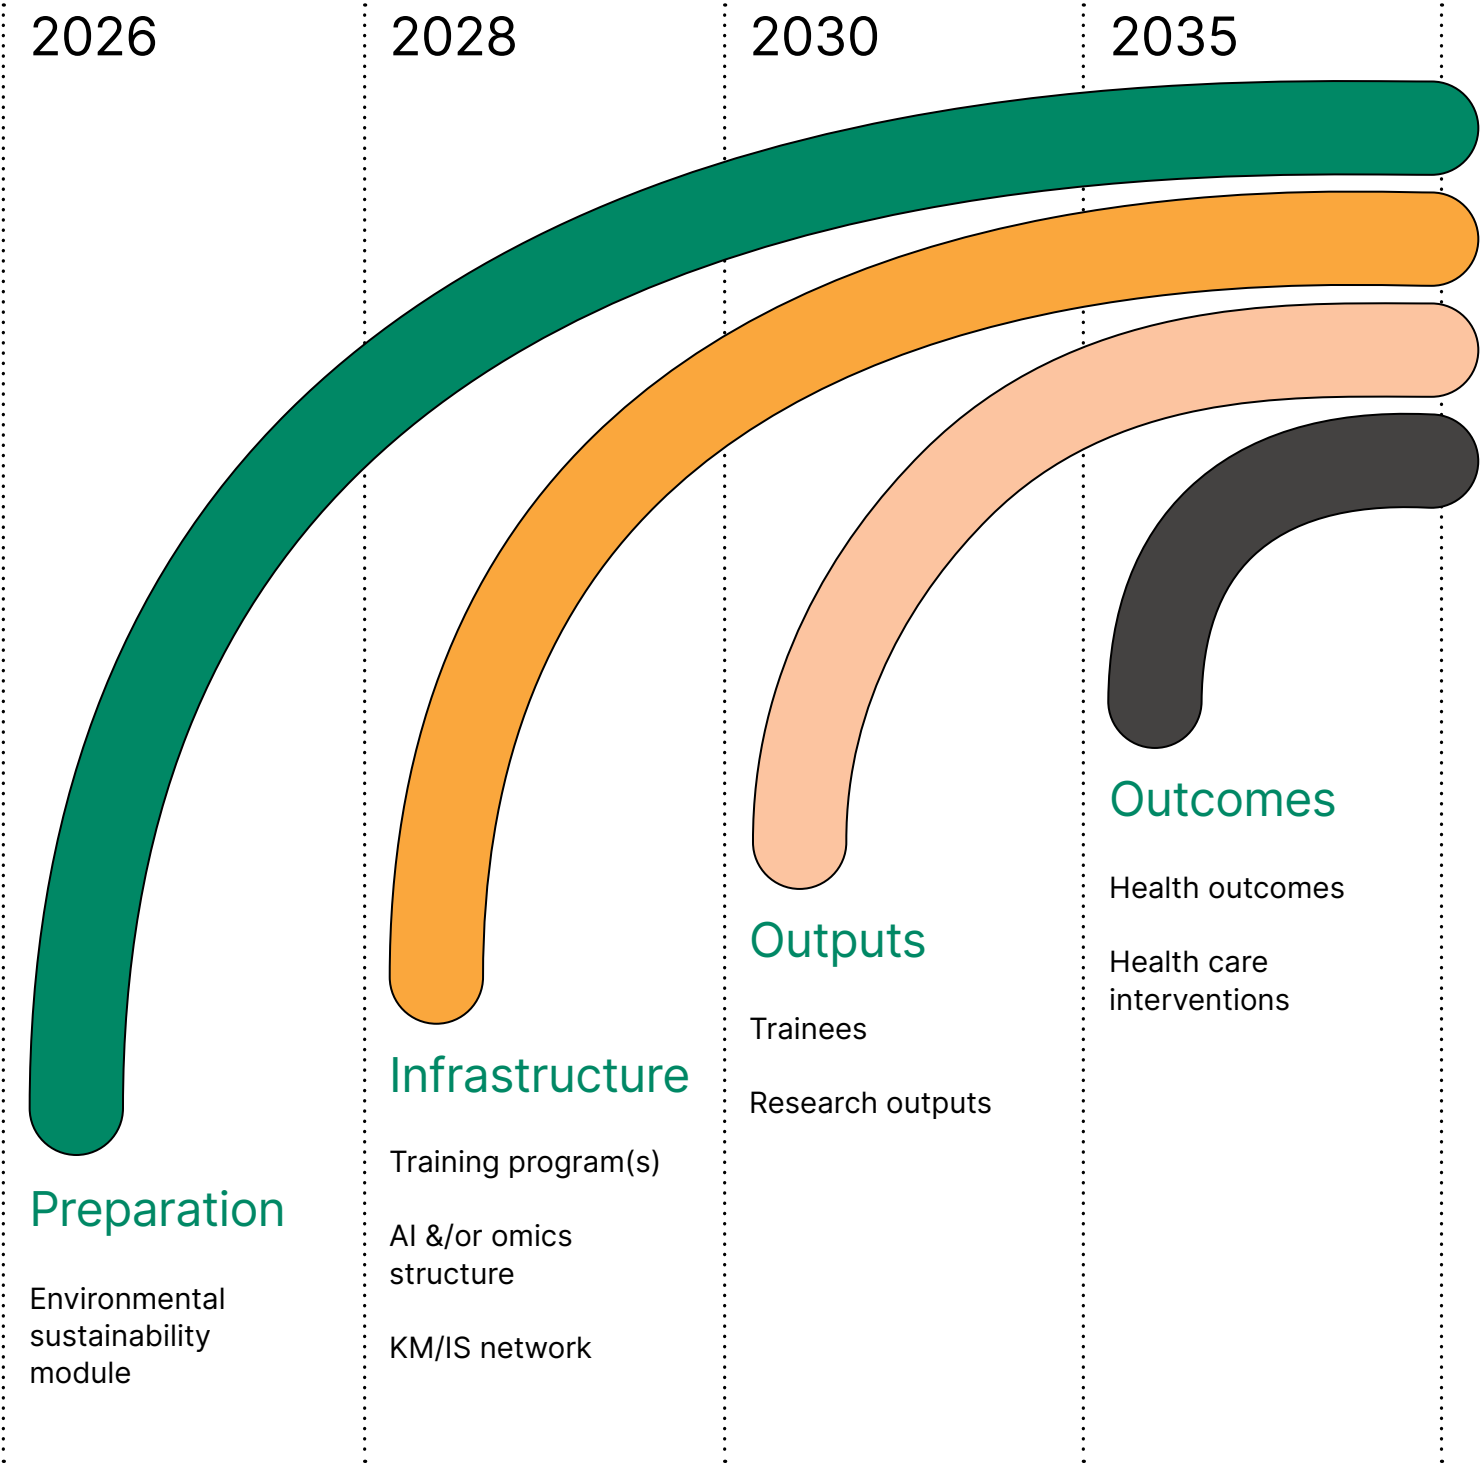 2026
2028
2030
2035
Preparation
Environmental
sustainability
module
Infrastructure
Training program(s)
AI &/or omics
structure
KM/IS network
Outputs
Trainees
Research outputs
Outcomes
Health outcomes
Health care
interventions